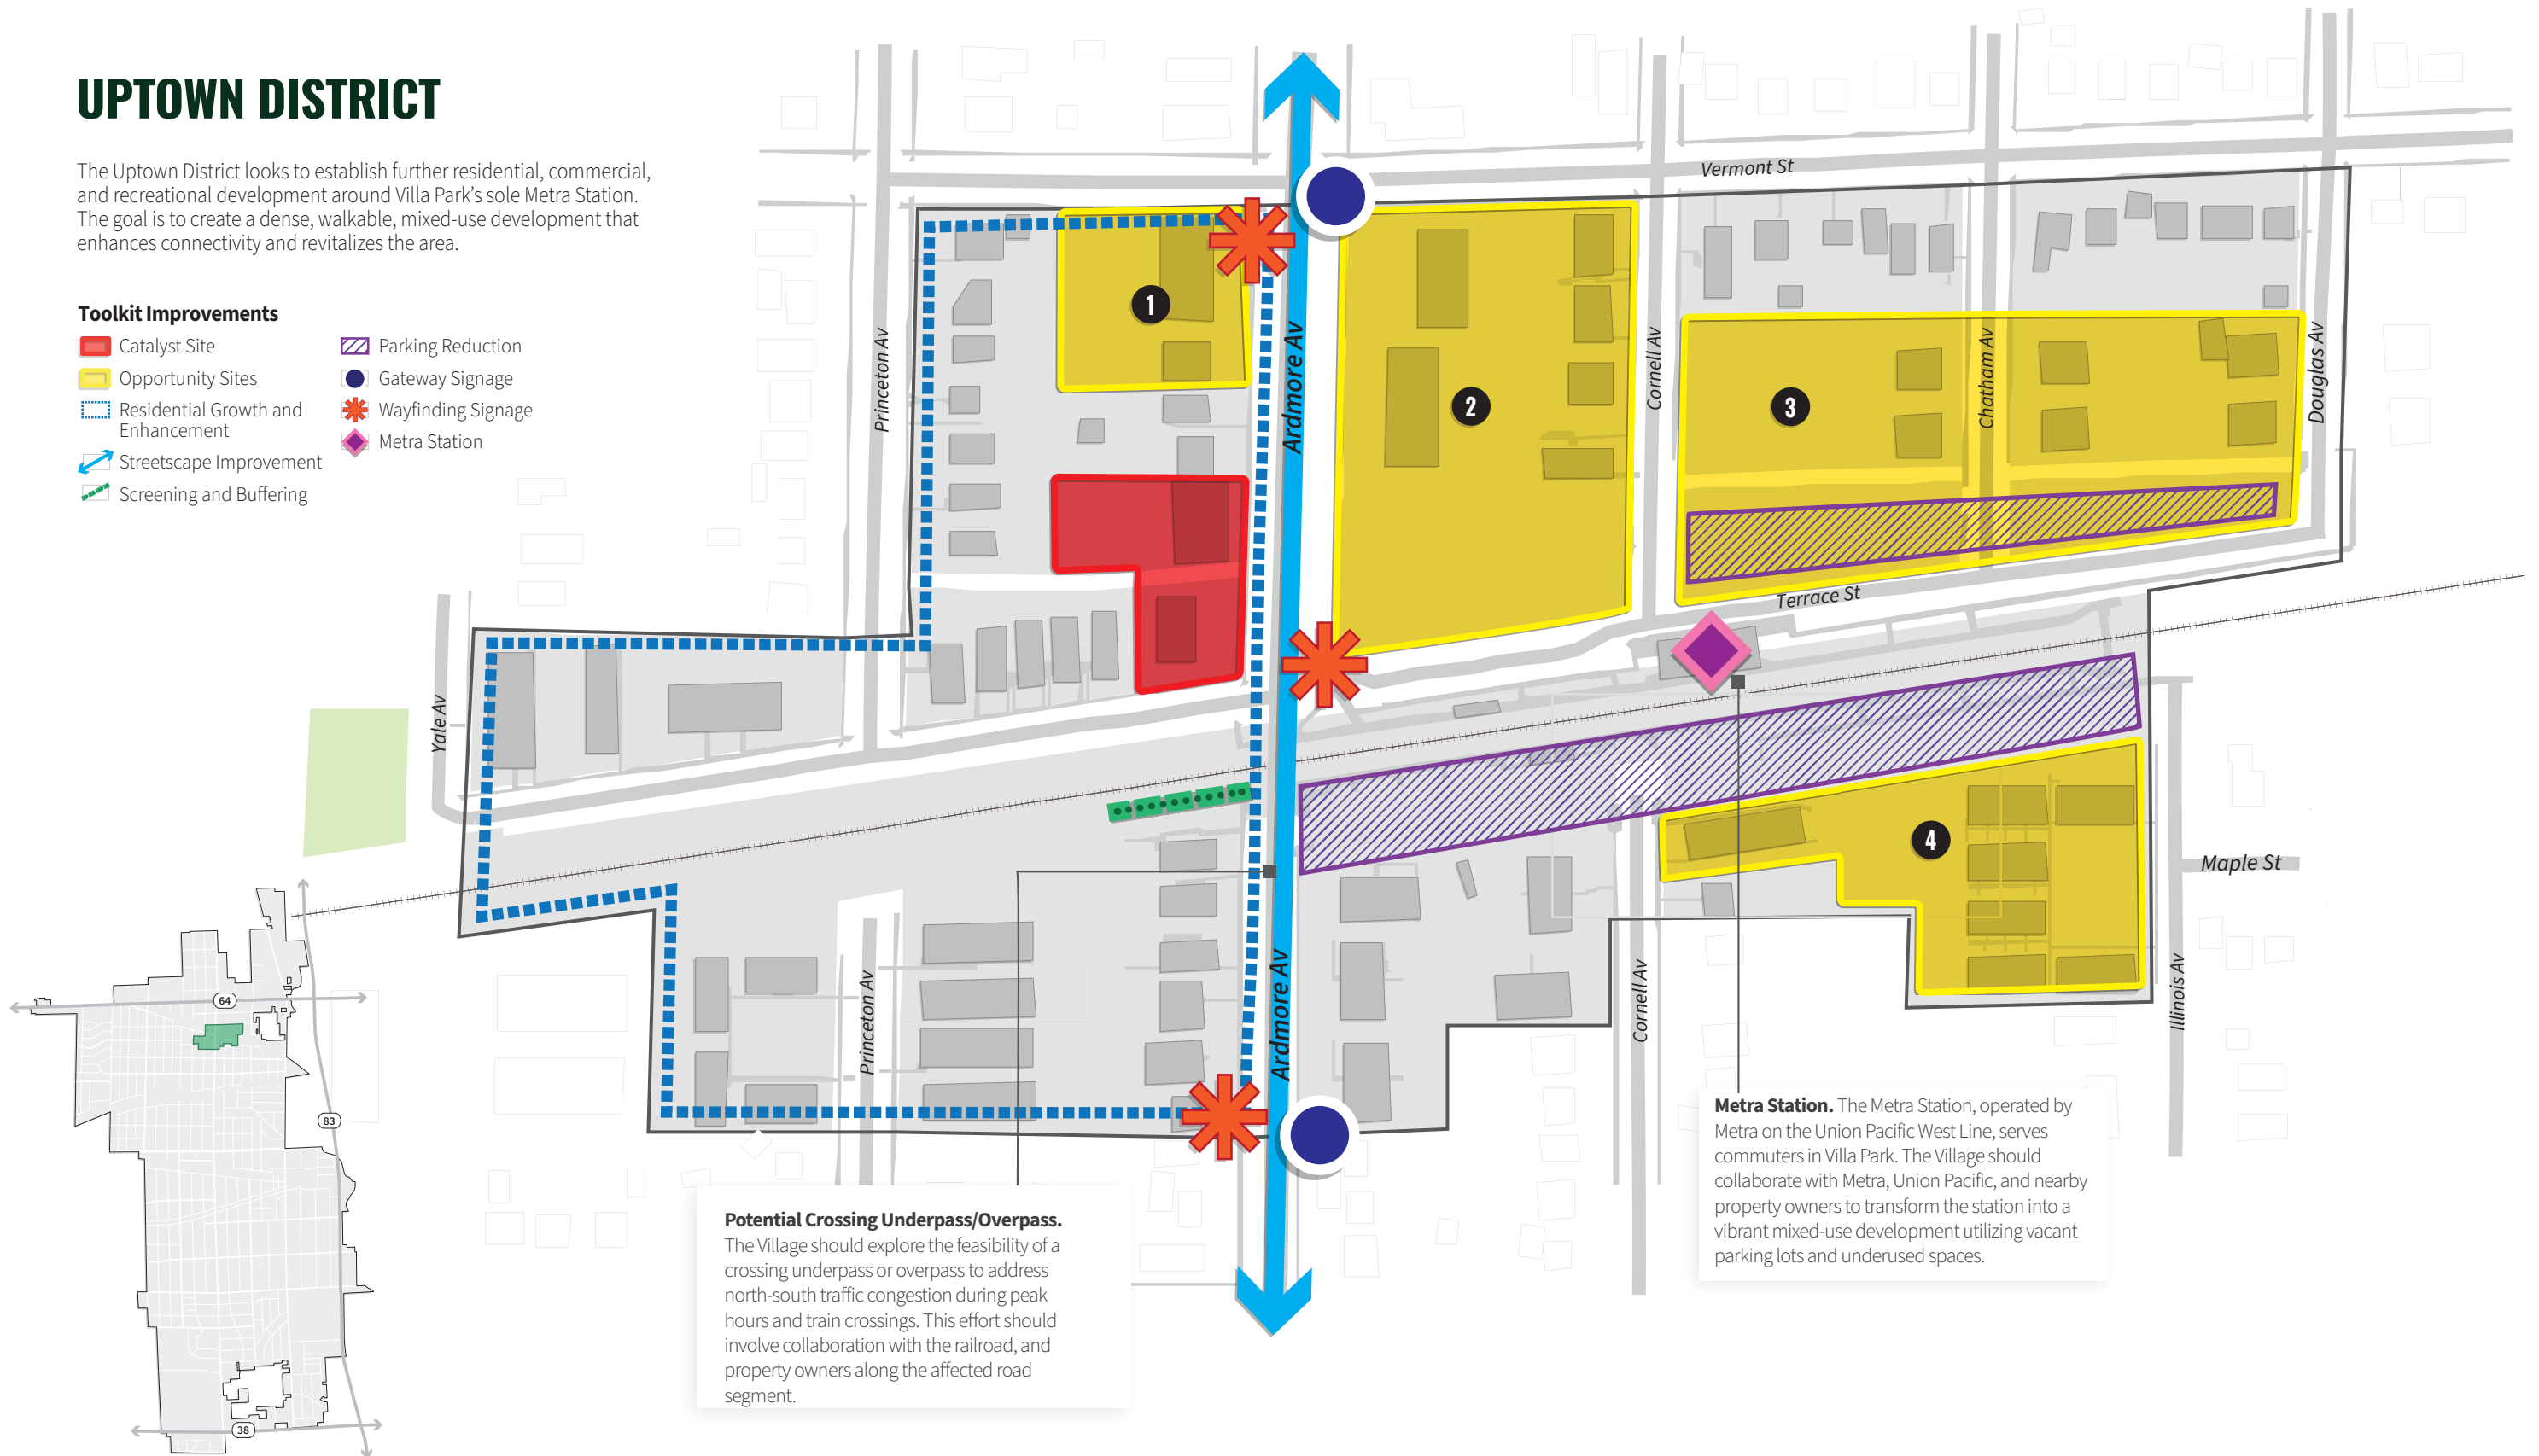 UPTOWN DISTRICT
The Uptown District looks to establish further residential, commercial,
and recreational development around Villa Park’s sole Metra Station.
The goal is to create a dense, walkable, mixed-use development that
enhances connectivity and revitalizes the area.
Toolkit Improvements
Catalyst Site
Opportunity Sites
Residential Growth and
Enhancement
Streetscape Improvement
Screening and Buffering
Parking Reduction
Gateway Signage
Wayfinding Signage
Metra Station
Vermont St
Princeton Av
Ardmore Av
Cornell Av
Chatham Av
Douglas Av
1
2
3
Terrace St
Yale Av
4
Maple St
Princeton Av
Ardmore Av
Cornell Av
Illinois Av
64
83
38
Potential Crossing Underpass/Overpass.
The Village should explore the feasibility of a
crossing underpass or overpass to address
north-south traffic congestion during peak
hours and train crossings. This effort should
involve collaboration with the railroad, and
property owners along the affected road
segment.
Metra Station. The Metra Station, operated by
Metra on the Union Pacific West Line, serves
commuters in Villa Park. The Village should
collaborate with Metra, Union Pacific, and nearby
property owners to transform the station into a
vibrant mixed-use development utilizing vacant
parking lots and underused spaces.